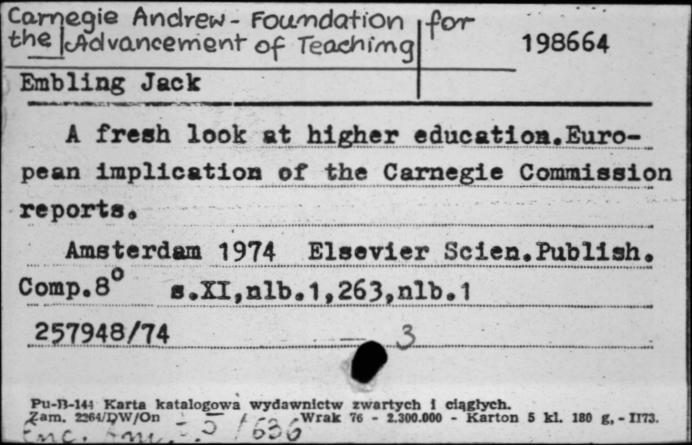 Carnegie Andrew - Foundation for
the Advancement of Teaching 198664
Embling Jack
A fresh look at higher education.Euro-
pean implication of the Carnegie Commission
reports.
Amsterdam 1974 Elsevier Scien.Publish.
Comp.8° s.XI,nlb.1,263,nlb.1
257948/74 3
Pu-B-144 Karta katalogowa wydawnictw zwartych i ciągłych.
Zam. 2264/DW/On Wrak 76 - 2.300.000 - Karton 5 kl. 180 g, - II73.
/636